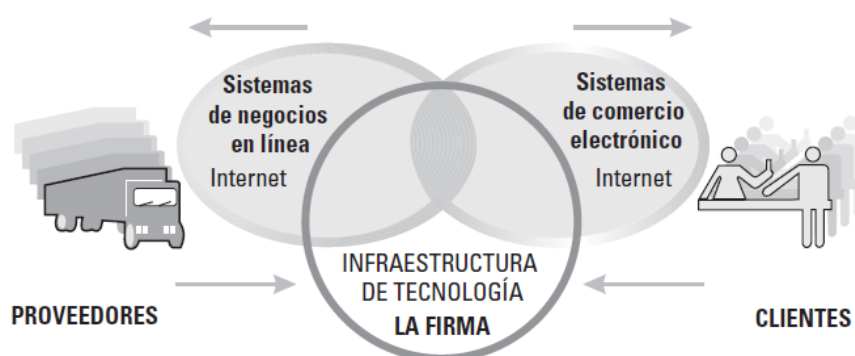 Sistemas
de negocios
en línea
Internet
Sistemas
de comercio
electrónico
Internet
INFRAESTRUCTURA
DE TECNOLOGÍA
LA FIRMA
PROVEEDORES
CLIENTES